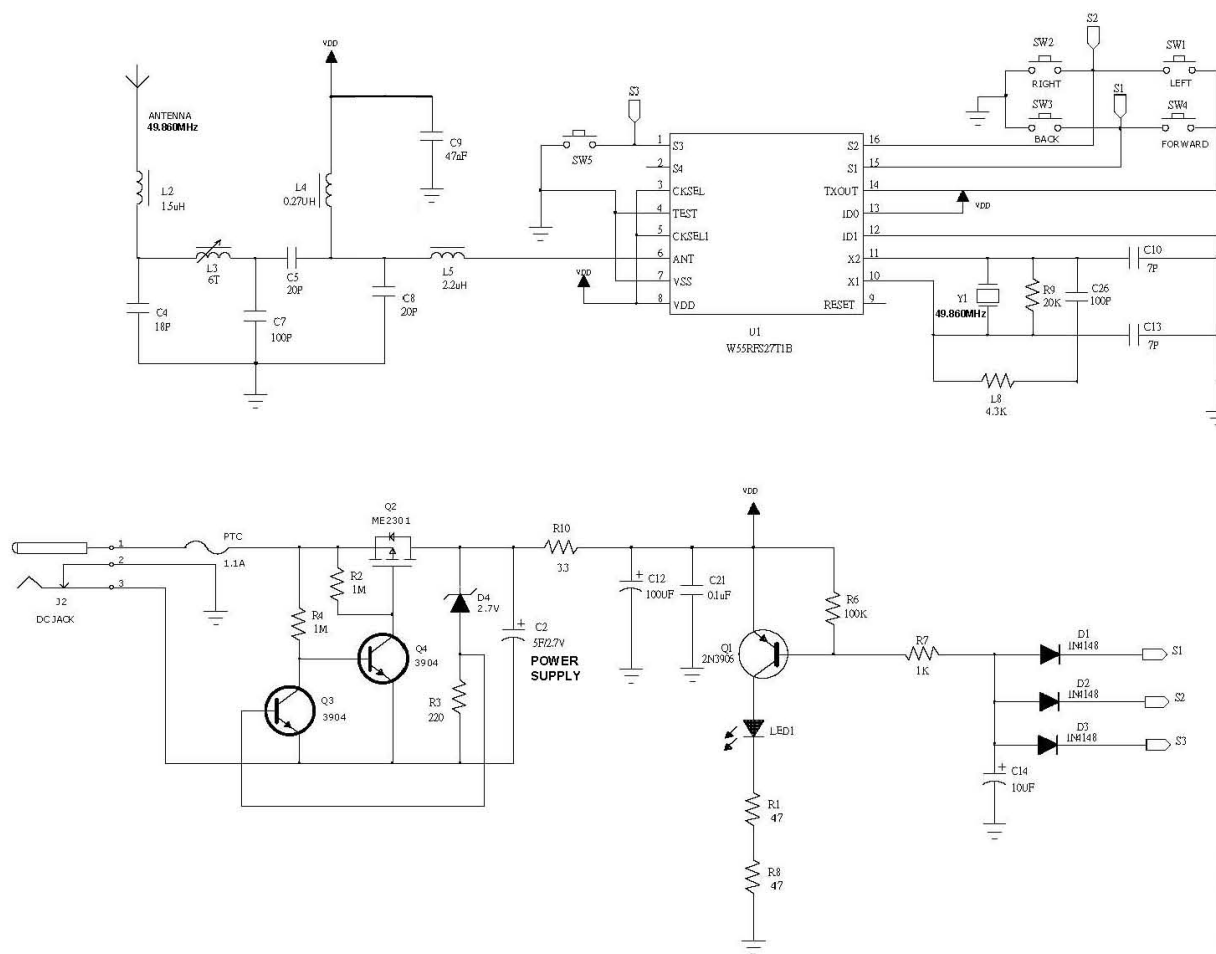 S2
VDD
SW2
SW1
RIGHT
LEFT
ANTENNA
49.860MHz
S3
S1
SW3
SW4
BACK
FORWARD
C9
47nF
SW5
1 S3
S2 16
2 S4
S1 15
3 CKSEL
TXOUT 14
4 TEST
ID0 13
VDD
5 CKSEL1
ID1 12
6 ANT
X2 11
7 VSS
X1 10
8 VDD
RESET 9
L2
1.5uH
L4
0.27UH
L3
6T
C5
20P
L5
2.2uH
VDD
C10
7P
C4
18P
C7
100P
C8
20P
Y1
49.860MHz
R9
20K
C26
100P
U1
W55RFS27T1B
C13
7P
L8
4.3K
VDD
Q2
ME2301
PTC
1.1A
1
2
3
J2
DC JACK
R10
3.3
R2
1M
R4
1M
D4
2.7V
C12
100UF
C21
0.1uF
C2
5F/2.7V
POWER
SUPPLY
Q4
3904
Q3
3904
R3
220
R6
100K
Q1
2N3906
R7
1K
D1
1N4148
S1
D2
1N4148
S2
D3
1N4148
S3
LED1
C14
10UF
R1
47
R8
47